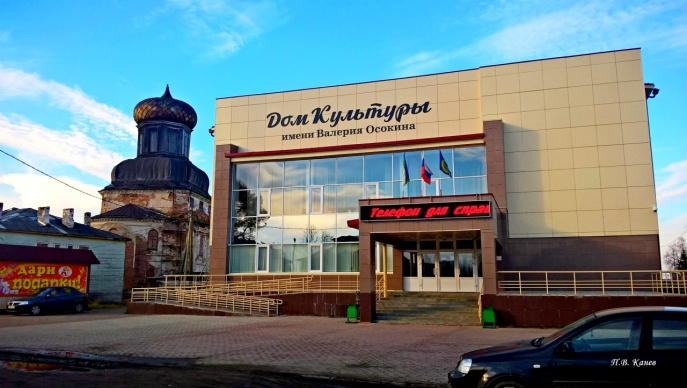 Дом Культуры
имени Валерия Осокина
Телефон для справ
Дари
подарки!
П.В. Канев